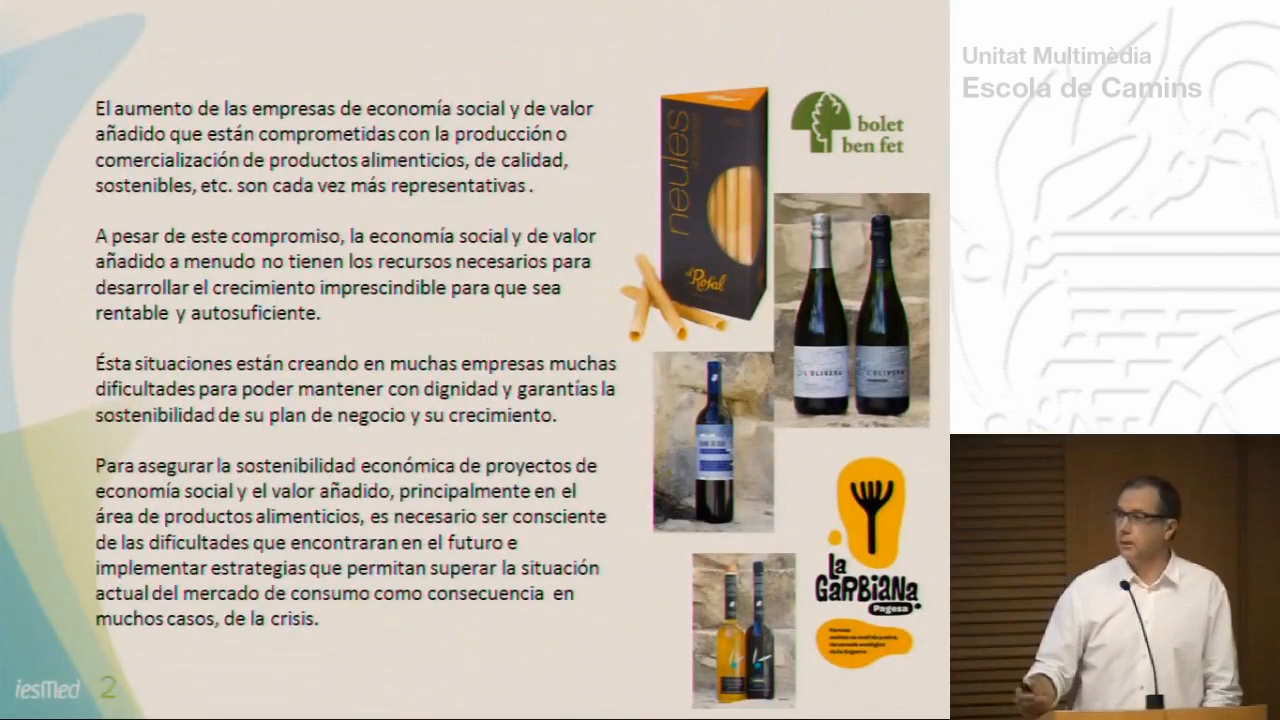 El aumento de las empresas de economía social y de valor
añadido que están comprometidas con la producción o
comercialización de productos alimenticios, de calidad,
sostenibles, etc. son cada vez más representativas .
A pesar de este compromiso, la economía social y de valor
añadido a menudo no tienen los recursos necesarios para
desarrollar el crecimiento imprescindible para que sea
rentable y autosuficiente.
Ésta situaciones están creando en muchas empresas muchas
dificultades para poder mantener con dignidad y garantías la
sostenibilidad de su plan de negocio y su crecimiento.
Para asegurar la sostenibilidad económica de proyectos de
economía social y el valor añadido, principalmente en el
área de productos alimenticios, es necesario ser consciente
de las dificultades que encontraran en el futuro e
implementar estrategias que permitan superar la situación
actual del mercado de consumo como consecuencia en
muchos casos, de la crisis.
iesMed 2
neules
el Rosal
bolet
ben fet
L'OLIVERA
L'OLIVERA
La
GARBIANA
Pagesa
Unitat Multimèdia
Escola de Camins